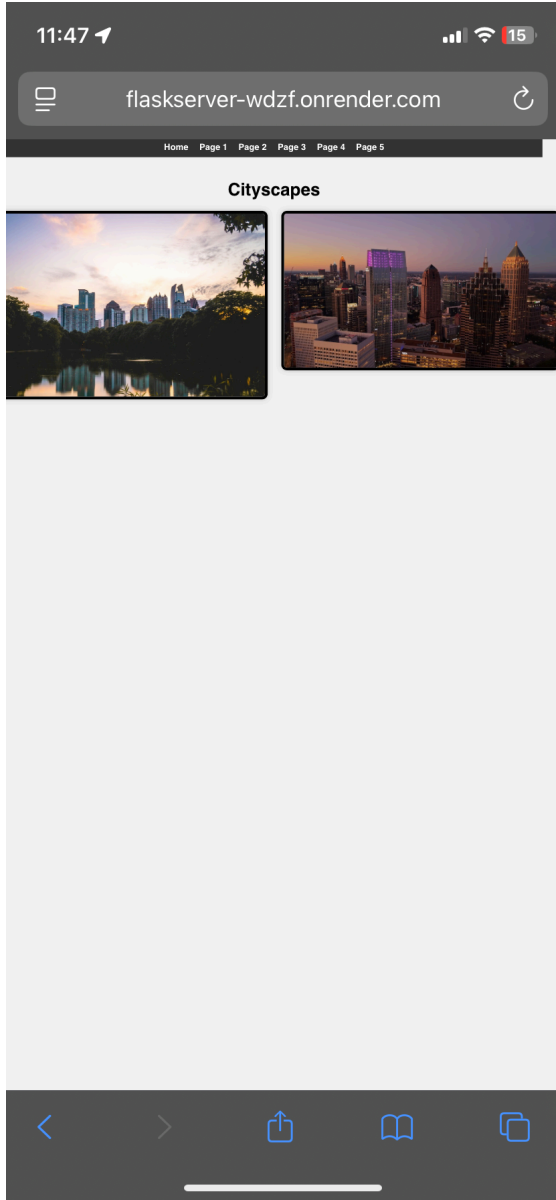 11:47
15
flaskserver-wdzf.onrender.com
Home Page 1 Page 2 Page 3 Page 4 Page 5
Cityscapes